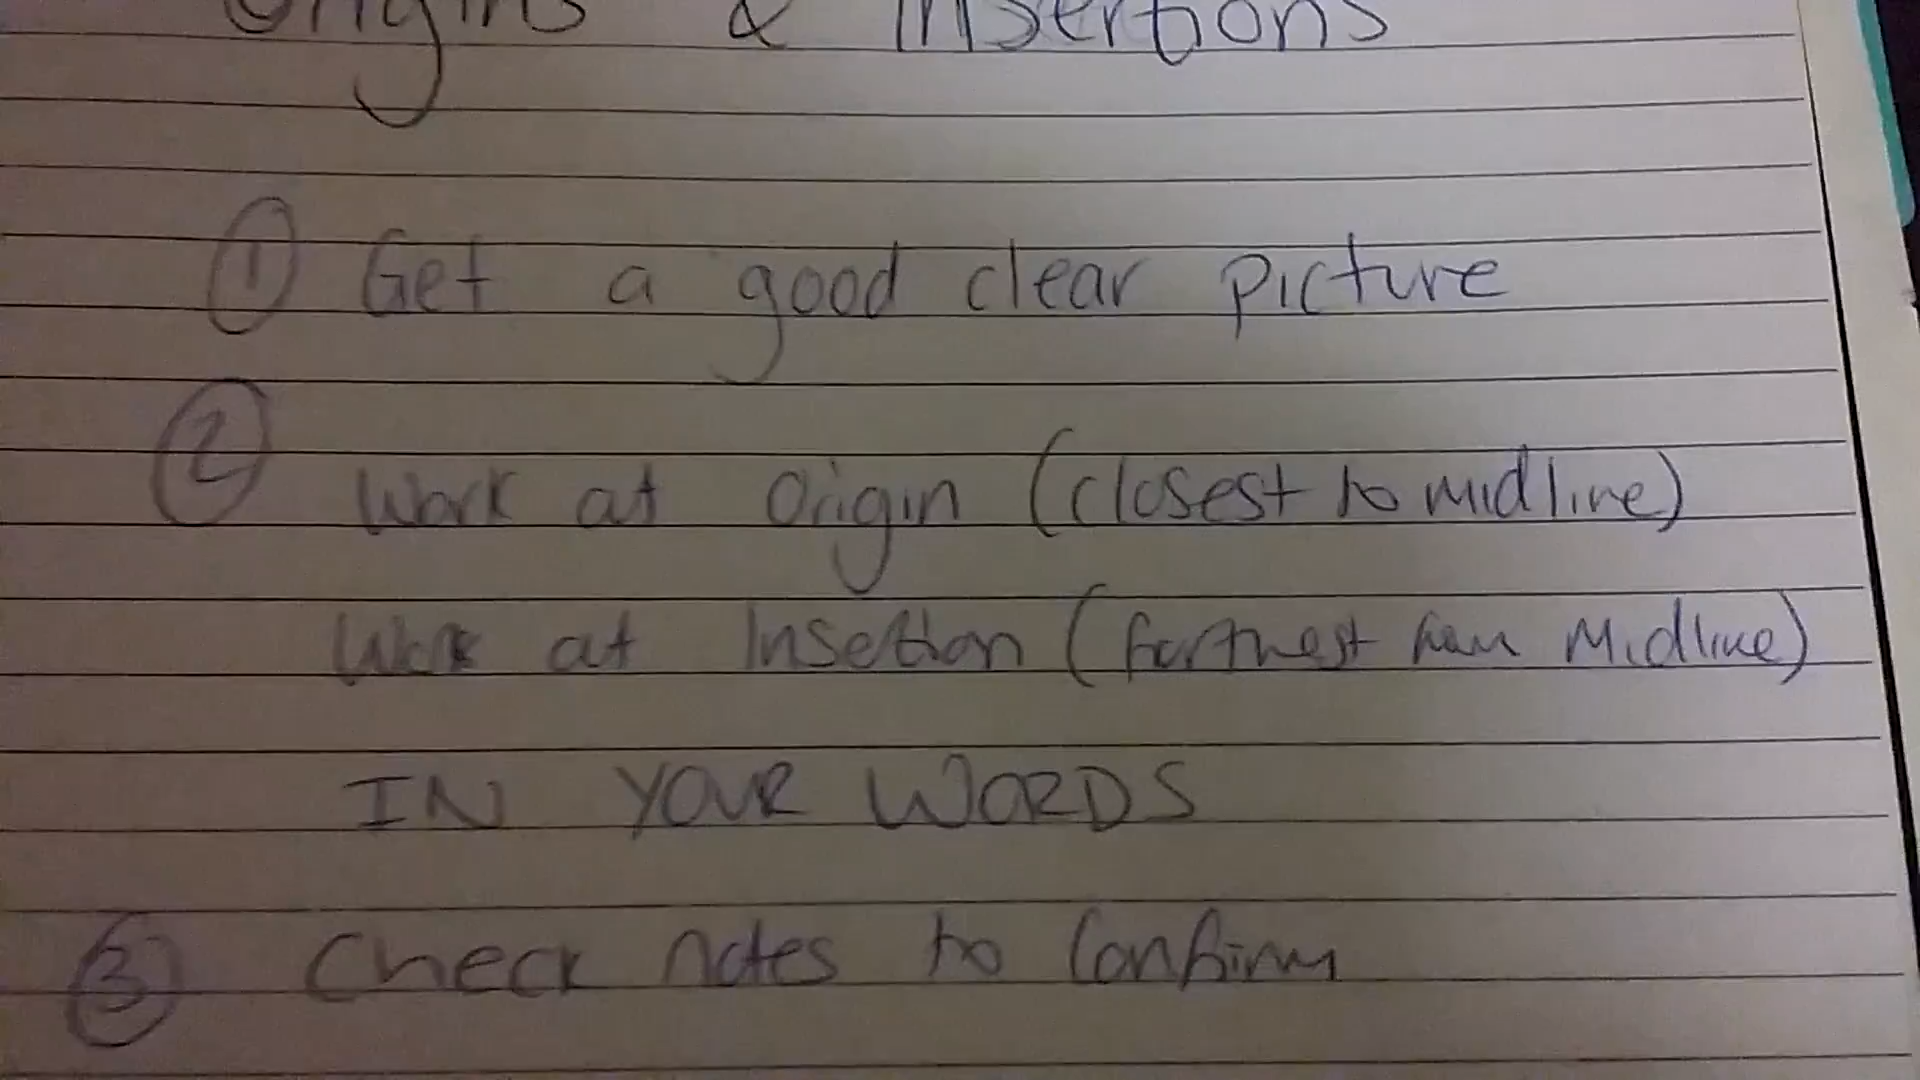 Origins & Insertions
① Get a good clear picture
② Work at Origin (closest to midline)
Work at Insertion (furthest from Midline)
IN YOUR WORDS
③ Check notes to Confirm